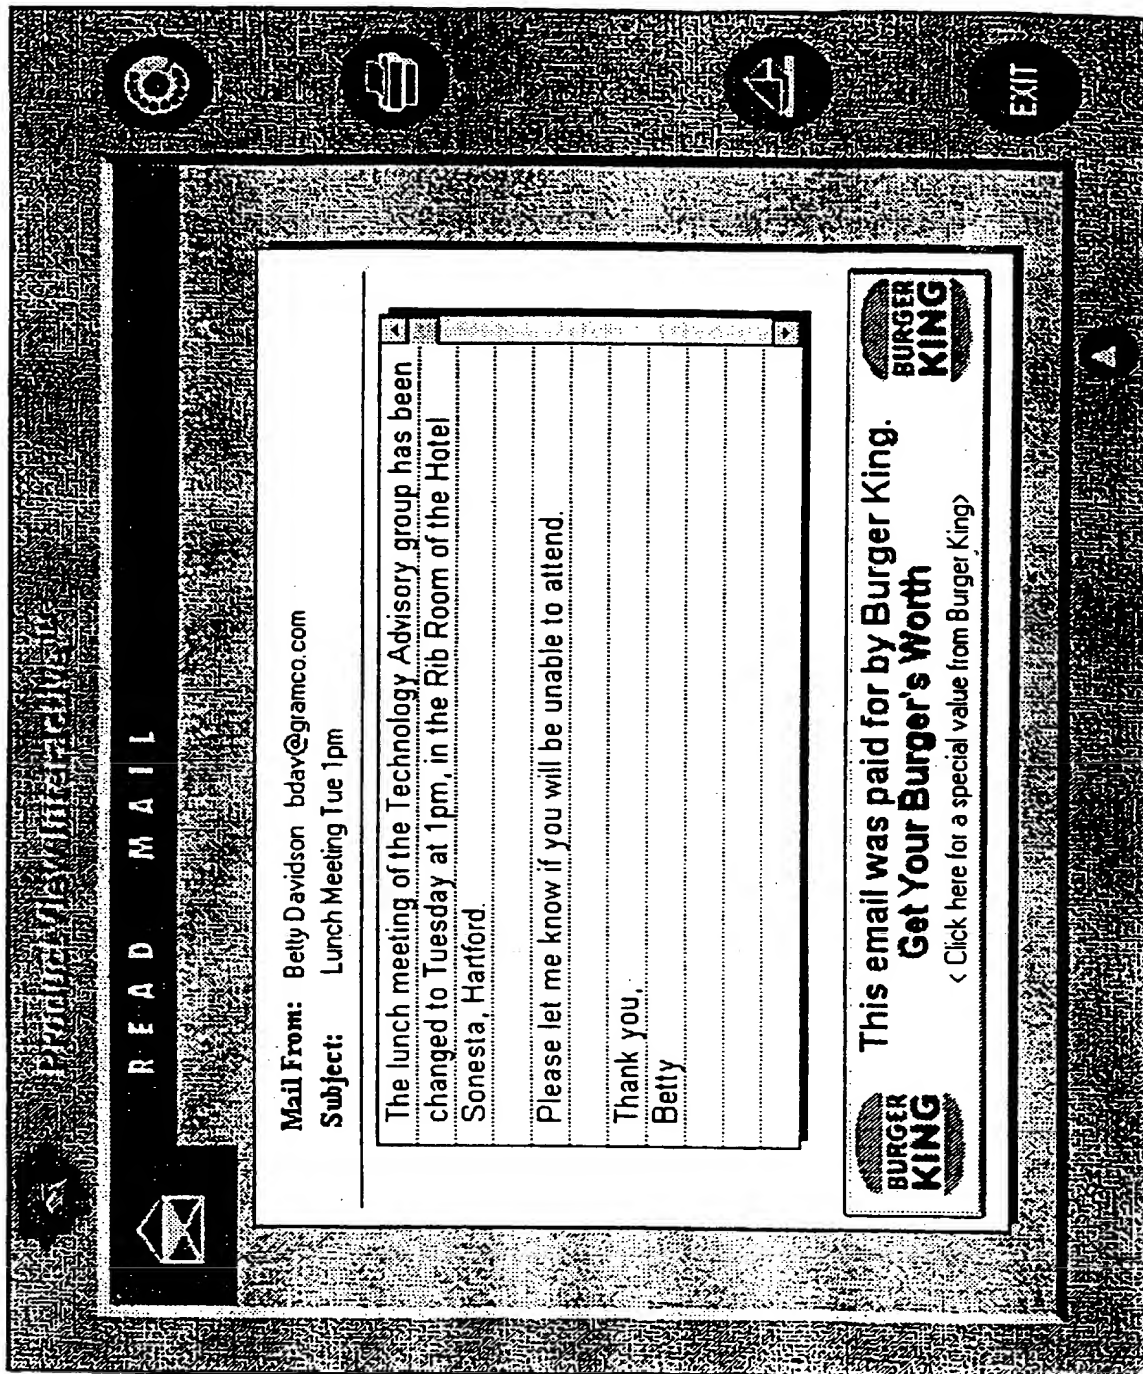 ProductViewInteractive
READ MAIL
Mail From: Betty Davidson bdav@gramco.com
Subject: Lunch Meeting Tue 1pm
The lunch meeting of the Technology Advisory group has been
changed to Tuesday at 1pm, in the Rib Room of the Hotel
Sonesta, Hartford.
Please let me know if you will be unable to attend.
Thank you,
Betty
BURGER
KING
This email was paid for by Burger King.
Get Your Burger's Worth
< Click here for a special value from Burger King>
BURGER
KING
EXIT